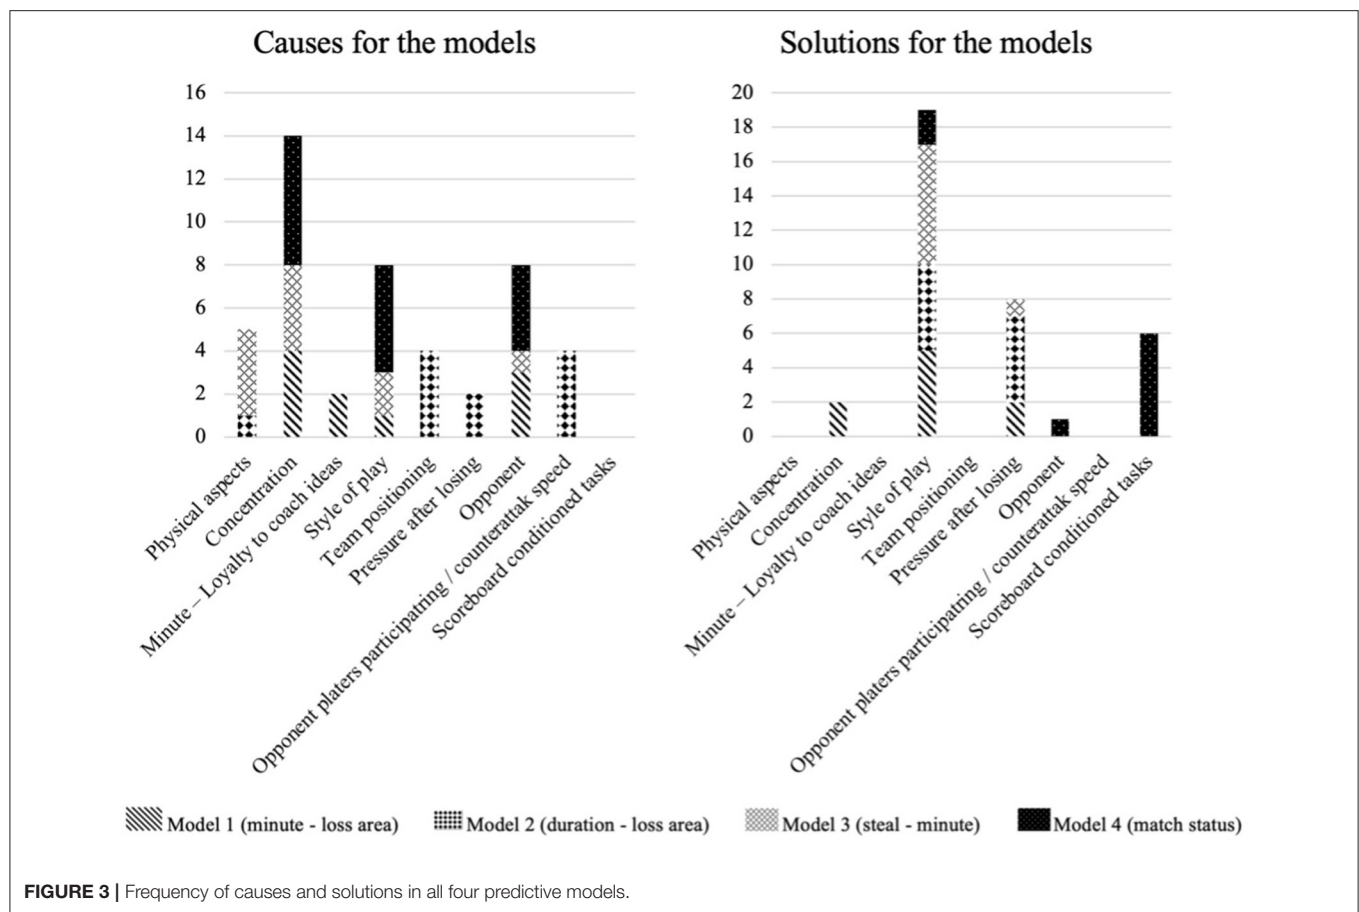 Causes for the models
16
14
12
10
8
6
4
2
0
Physical aspects
Concentration
Minute – Loyalty to coach ideas
Style of play
Team positioning
Pressure after losing
Opponent
Opponent platers participatring / counterattak speed
Scoreboard conditioned tasks
Solutions for the models
20
18
16
14
12
10
8
6
4
2
0
Physical aspects
Concentration
Minute – Loyalty to coach ideas
Style of play
Team positioning
Pressure after losing
Opponent
Opponent platers participatring / counterattak speed
Scoreboard conditioned tasks
Model 1 (minute - loss area)
Model 2 (duration - loss area)
Model 3 (steal - minute)
Model 4 (match status)
FIGURE 3 | Frequency of causes and solutions in all four predictive models.